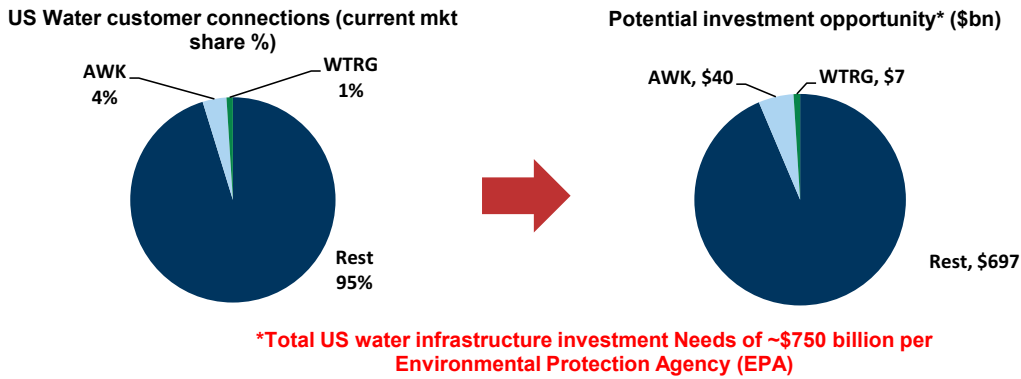 US Water customer connections (current mkt
share %)
AWK
4%
WTRG
1%
Rest
95%
Potential investment opportunity* ($bn)
AWK, $40
WTRG, $7
Rest, $697
*Total US water infrastructure investment Needs of ~$750 billion per
Environmental Protection Agency (EPA)